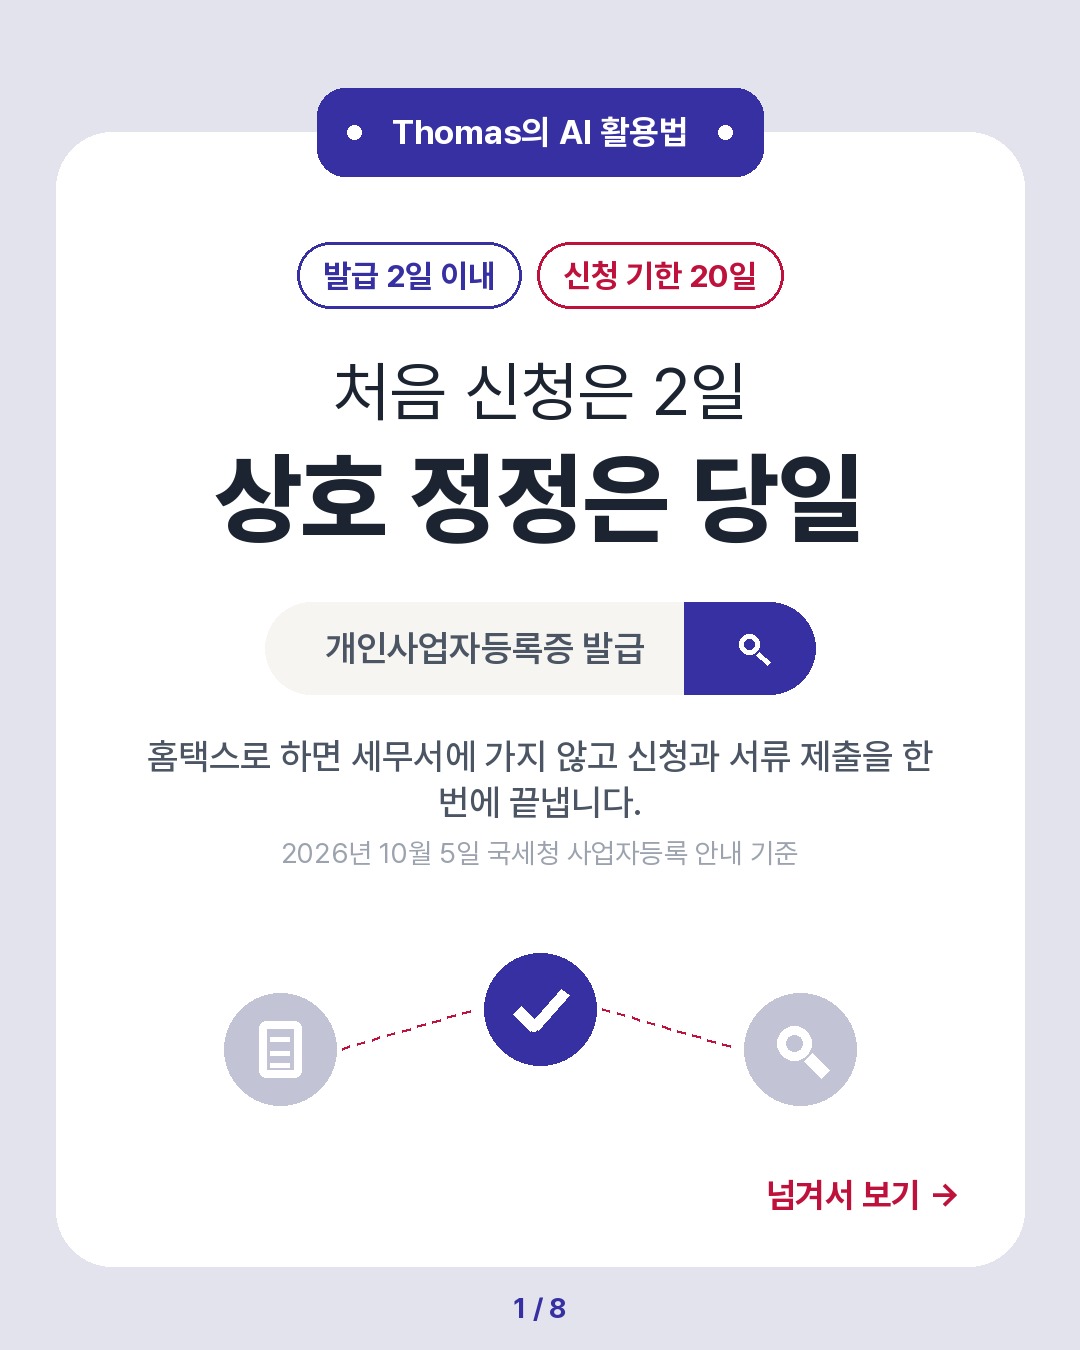 Thomas의 AI 활용법
발급 2일 이내
신청 기한 20일
처음 신청은 2일
상호 정정은 당일
개인사업자등록증 발급
홈택스로 하면 세무서에 가지 않고 신청과 서류 제출을 한
번에 끝냅니다.
2026년 10월 5일 국세청 사업자등록 안내 기준
넘겨서 보기 →
1 / 8